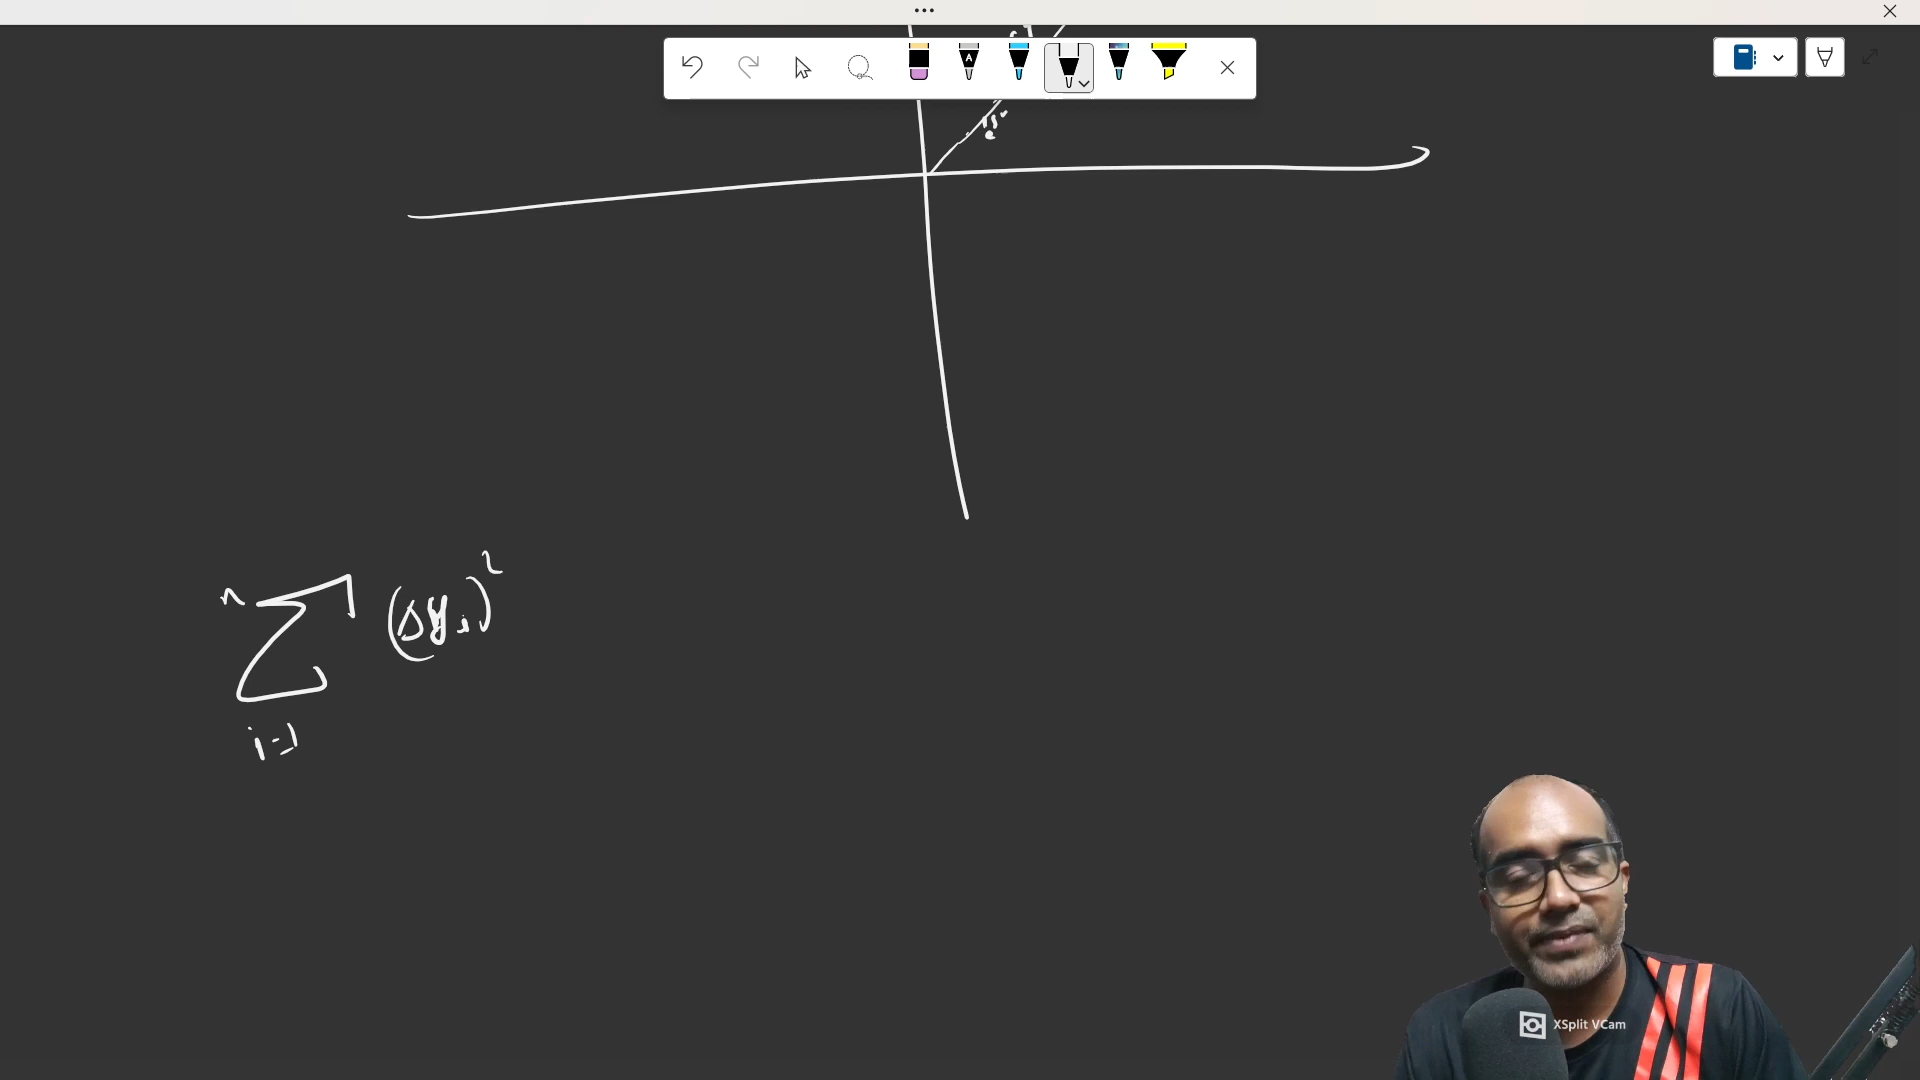 n
∑ (Δyᵢ)²
i=1
XSplit VCam